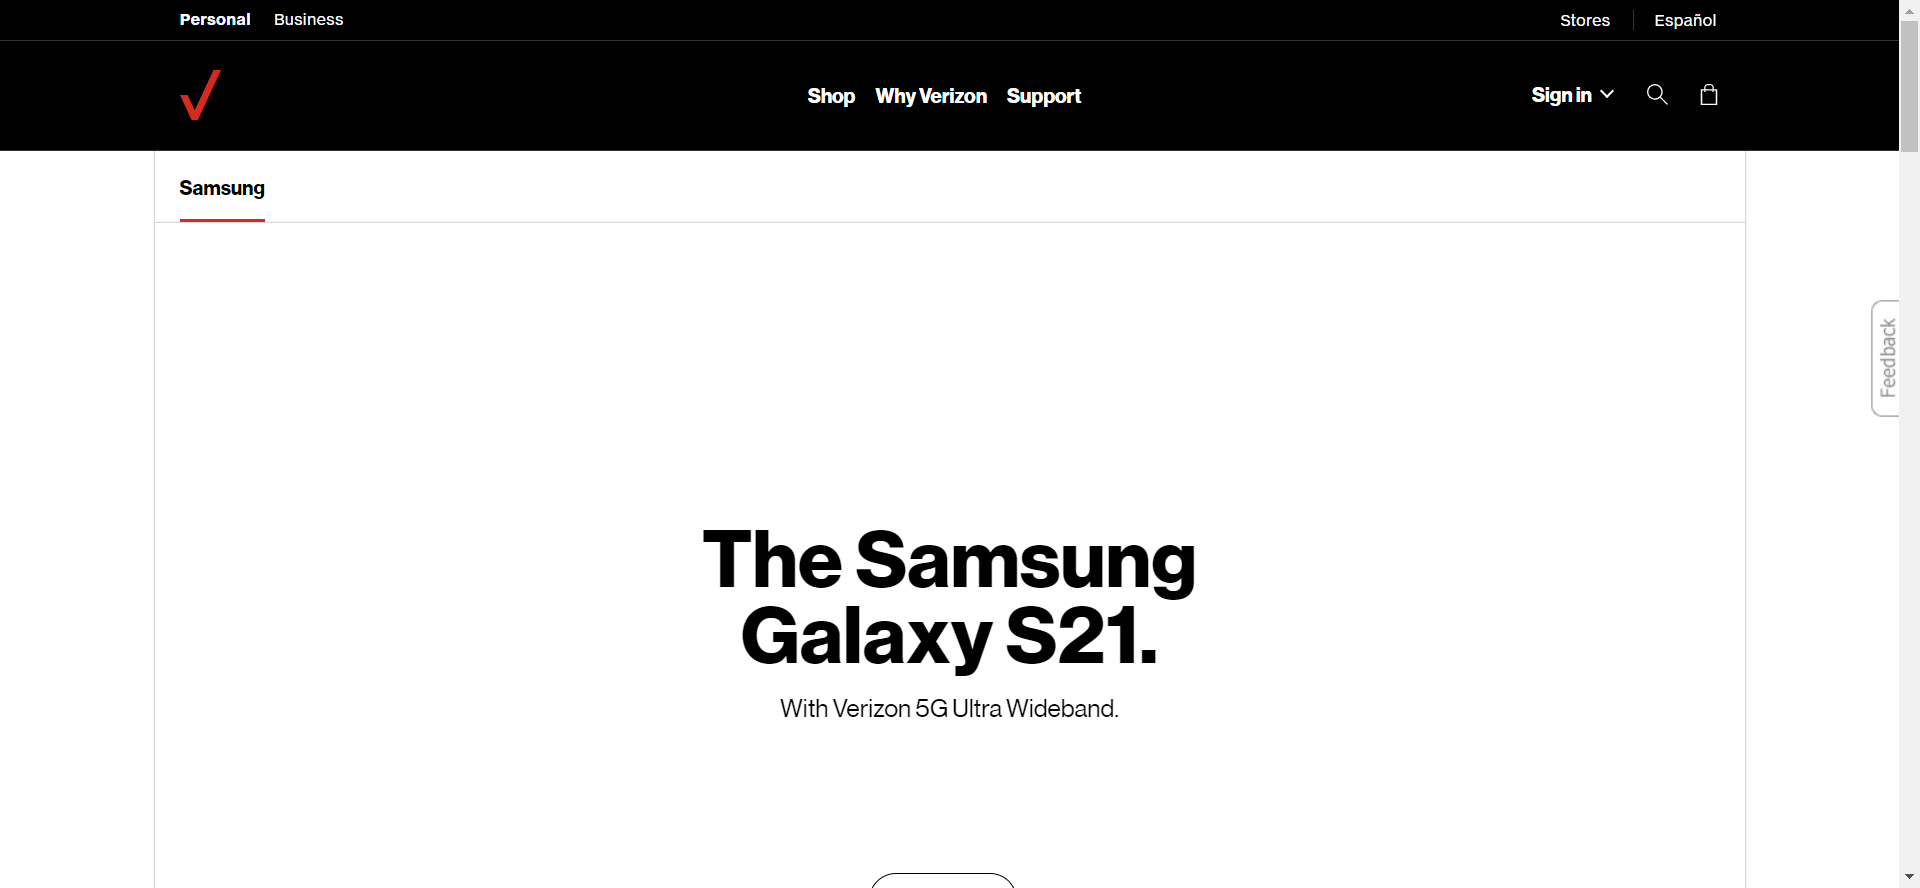 Personal Business Stores Español
Shop Why Verizon Support Sign in
Samsung
Feedback
The Samsung
Galaxy S21.
With Verizon 5G Ultra Wideband.